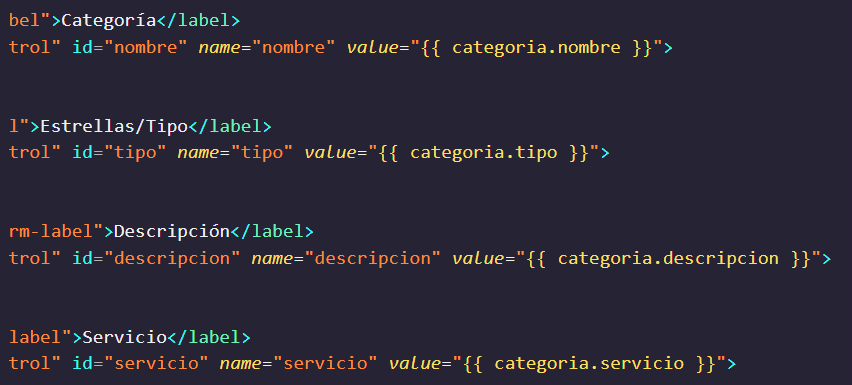 bel">Categoría</label>
trol" id="nombre" name="nombre" value="{{ categoria.nombre }}">
l">Estrellas/Tipo</label>
trol" id="tipo" name="tipo" value="{{ categoria.tipo }}">
rm-label">Descripción</label>
trol" id="descripcion" name="descripcion" value="{{ categoria.descripcion }}">
label">Servicio</label>
trol" id="servicio" name="servicio" value="{{ categoria.servicio }}">